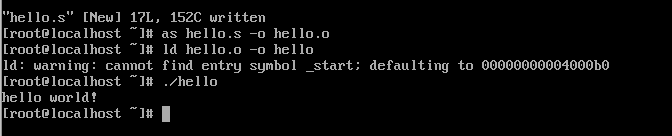 "hello.s" [New] 17L, 152C written
[root@localhost ~]# as hello.s -o hello.o
[root@localhost ~]# ld hello.o -o hello
ld: warning: cannot find entry symbol _start; defaulting to 00000000004000b0
[root@localhost ~]# ./hello
hello world!
[root@localhost ~]#